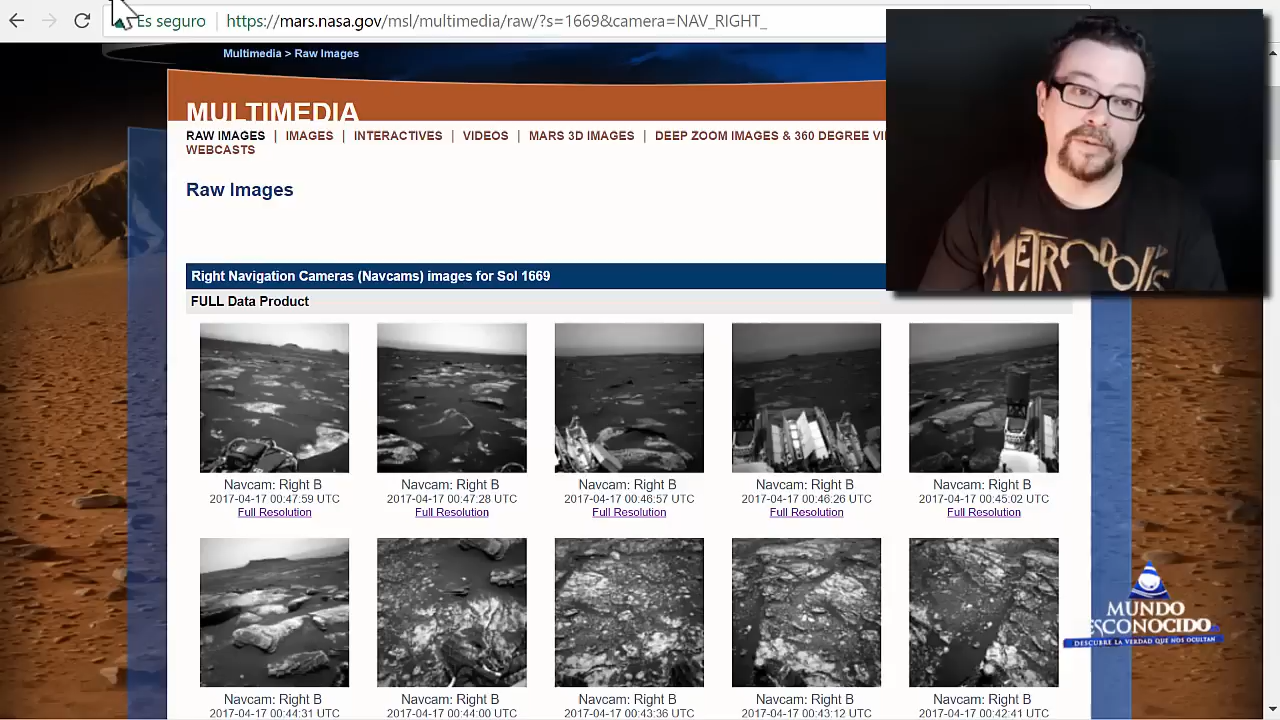 Es seguro
https://mars.nasa.gov/msl/multimedia/raw/?s=1669&camera=NAV_RIGHT_
Multimedia > Raw Images
MULTIMEDIA
RAW IMAGES | IMAGES | INTERACTIVES | VIDEOS | MARS 3D IMAGES | DEEP ZOOM IMAGES & 360 DEGREE VI
WEBCASTS
Raw Images
METROPOLIS
Right Navigation Cameras (Navcams) images for Sol 1669
FULL Data Product
Navcam: Right B Navcam: Right B Navcam: Right B Navcam: Right B Navcam: Right B
2017-04-17 00:47:59 UTC 2017-04-17 00:47:28 UTC 2017-04-17 00:46:57 UTC 2017-04-17 00:46:26 UTC 2017-04-17 00:45:02 UTC
Full Resolution Full Resolution Full Resolution Full Resolution Full Resolution
MUNDO
DESCONOCIDO
DESCUBRE LA VERDAD QUE NOS OCULTAN
Navcam: Right B Navcam: Right B Navcam: Right B Navcam: Right B Navcam: Right B
2017-04-17 00:44:31 UTC 2017-04-17 00:44:00 UTC 2017-04-17 00:43:36 UTC 2017-04-17 00:43:12 UTC 2017-04-17 00:42:41 UTC